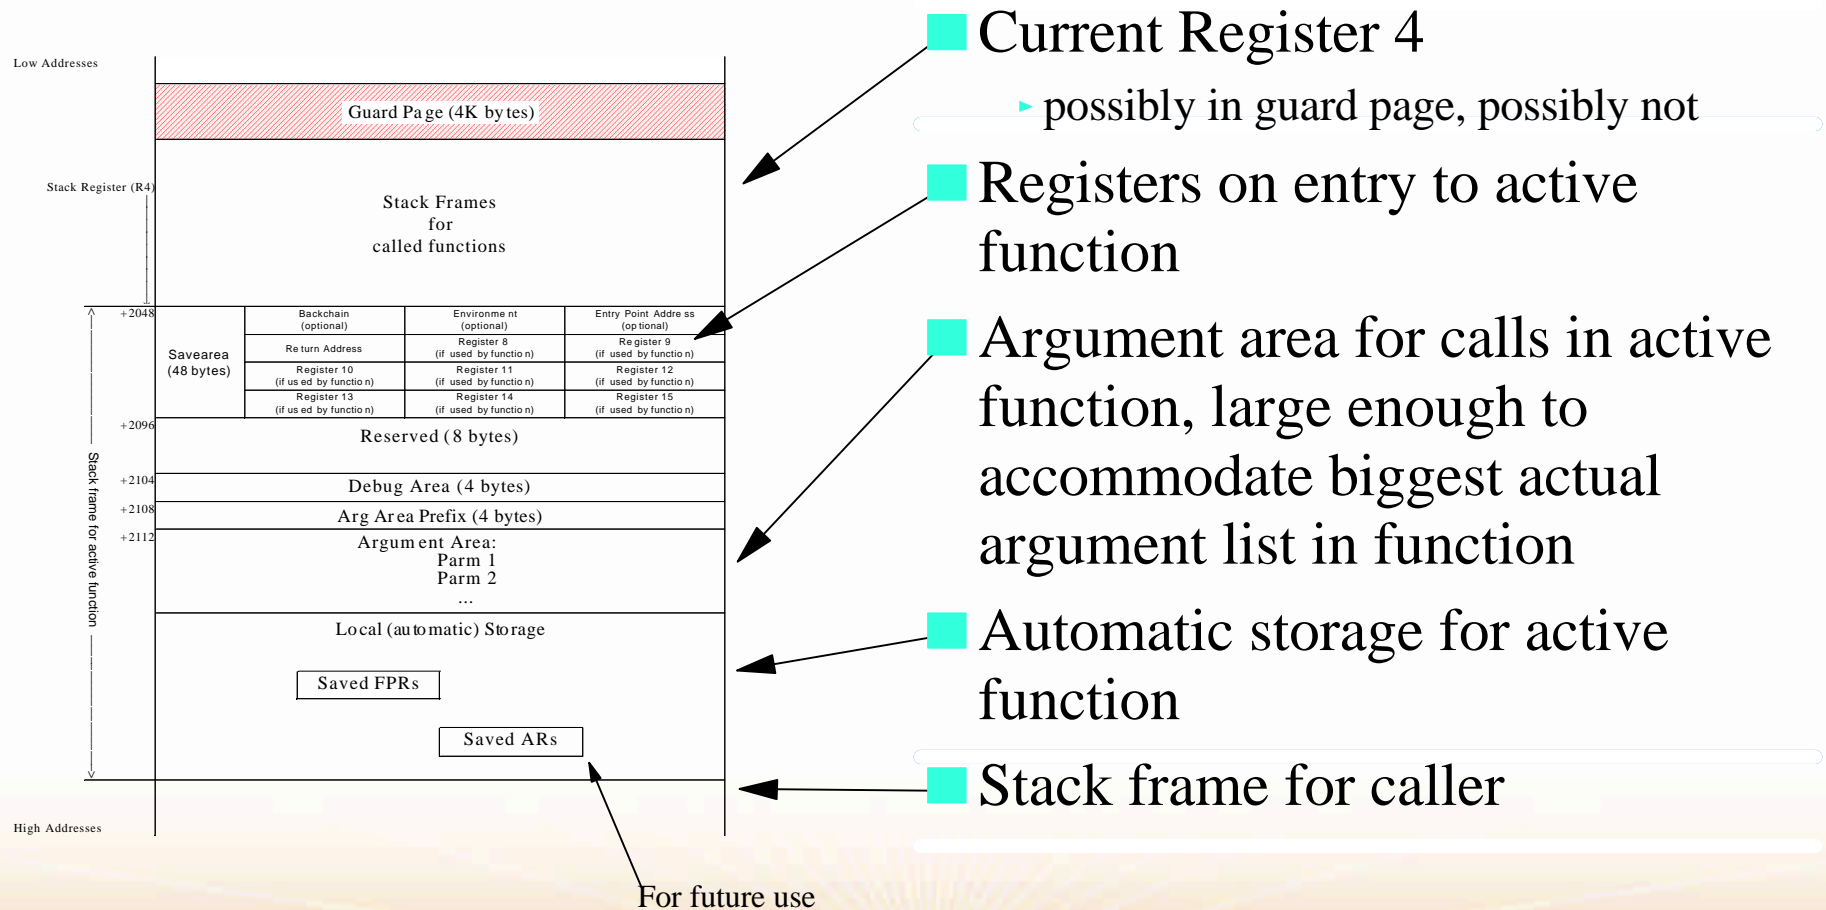 Low Addresses
Guard Page (4K bytes)
Stack Register (R4)
Stack Frames
for
called functions
+2048
Savearea
(48 bytes)
Backchain
(optional)
Environment
(optional)
Entry Point Address
(optional)
Return Address
Register 8
(if used by function)
Register 9
(if used by function)
Register 10
(if used by function)
Register 11
(if used by function)
Register 12
(if used by function)
Register 13
(if used by function)
Register 14
(if used by function)
Register 15
(if used by function)
+2096
Reserved (8 bytes)
+2104
Debug Area (4 bytes)
+2108
Arg Area Prefix (4 bytes)
+2112
Argument Area:
Parm 1
Parm 2
...
Stack frame for active function
Local (automatic) Storage
Saved FPRs
Saved ARs
High Addresses
For future use
Current Register 4
possibly in guard page, possibly not
Registers on entry to active
function
Argument area for calls in active
function, large enough to
accommodate biggest actual
argument list in function
Automatic storage for active
function
Stack frame for caller